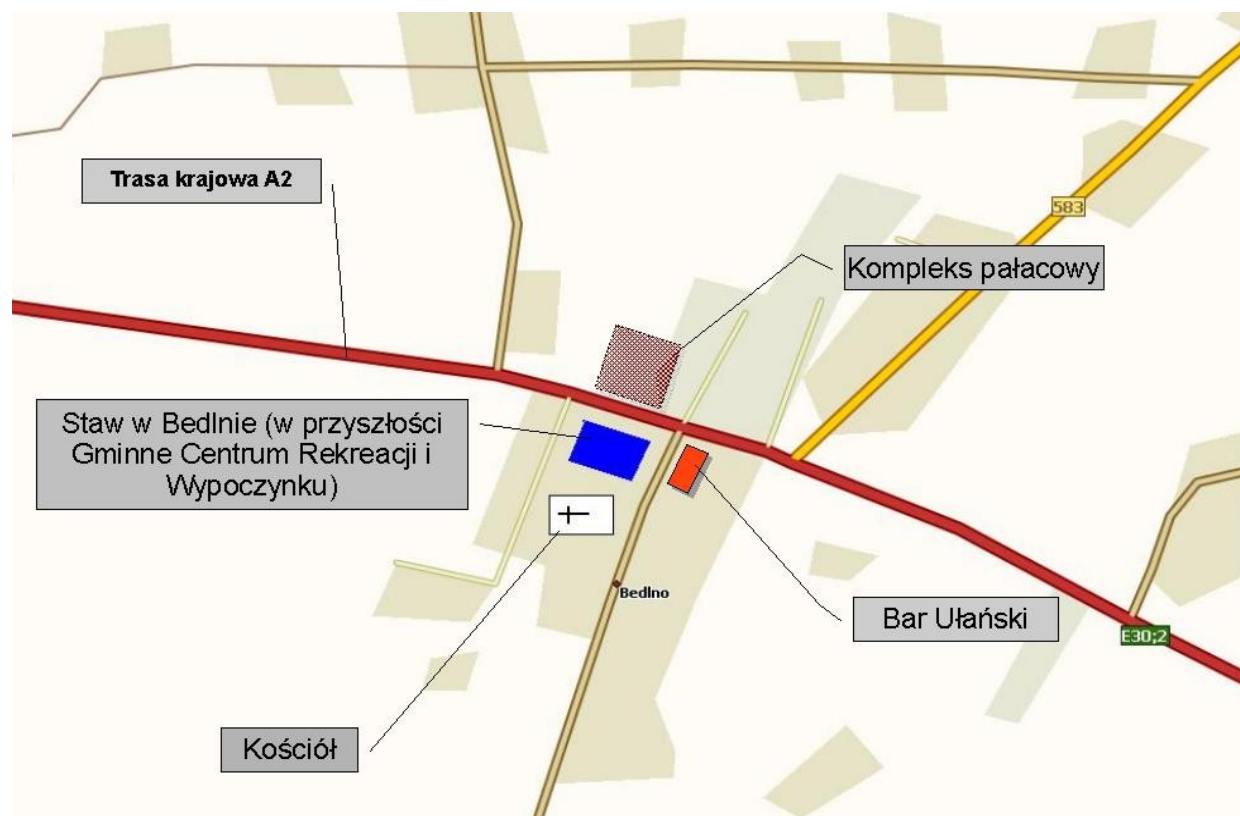 Trasa krajowa A2
583
Kompleks pałacowy
Staw w Bedlnie (w przyszłości
Gminne Centrum Rekreacji i
Wypoczynku)
Bedlno
Bar Ułański
E30;2
Kościół